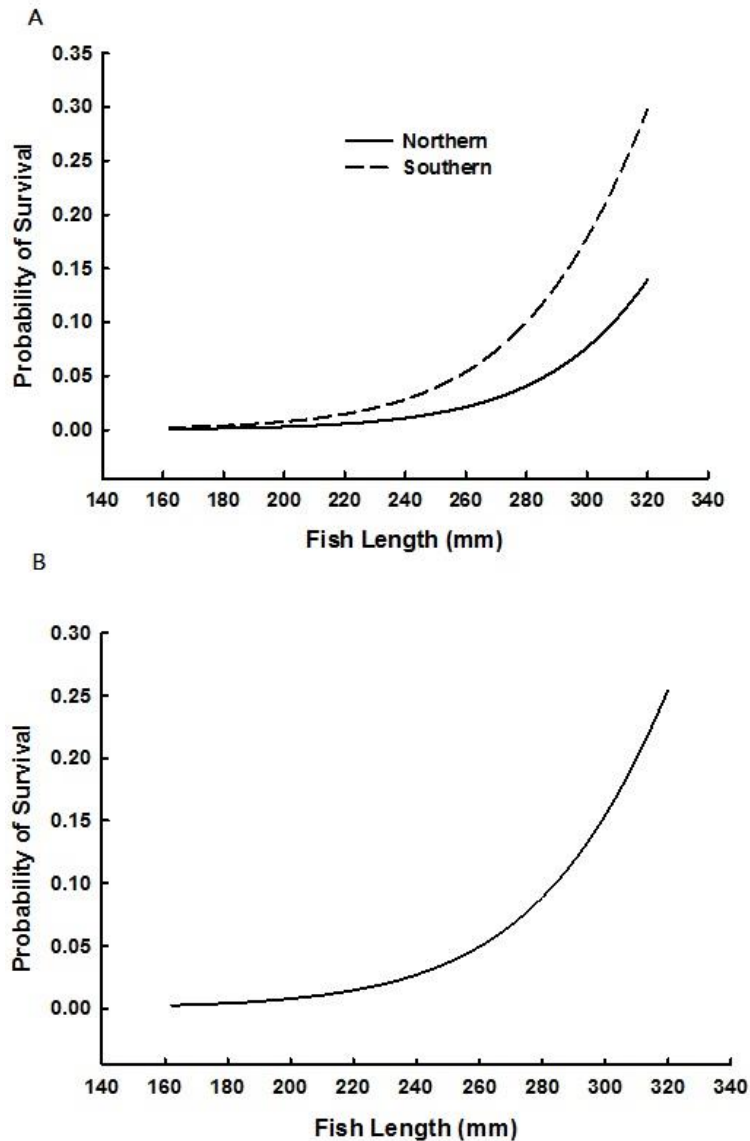 A
0.35
0.30
0.25
0.20
0.15
0.10
0.05
0.00
Probability of Survival
Northern
Southern
140 160 180 200 220 240 260 280 300 320 340
Fish Length (mm)
B
0.30
0.25
0.20
0.15
0.10
0.05
0.00
Probability of Survival
140 160 180 200 220 240 260 280 300 320 340
Fish Length (mm)